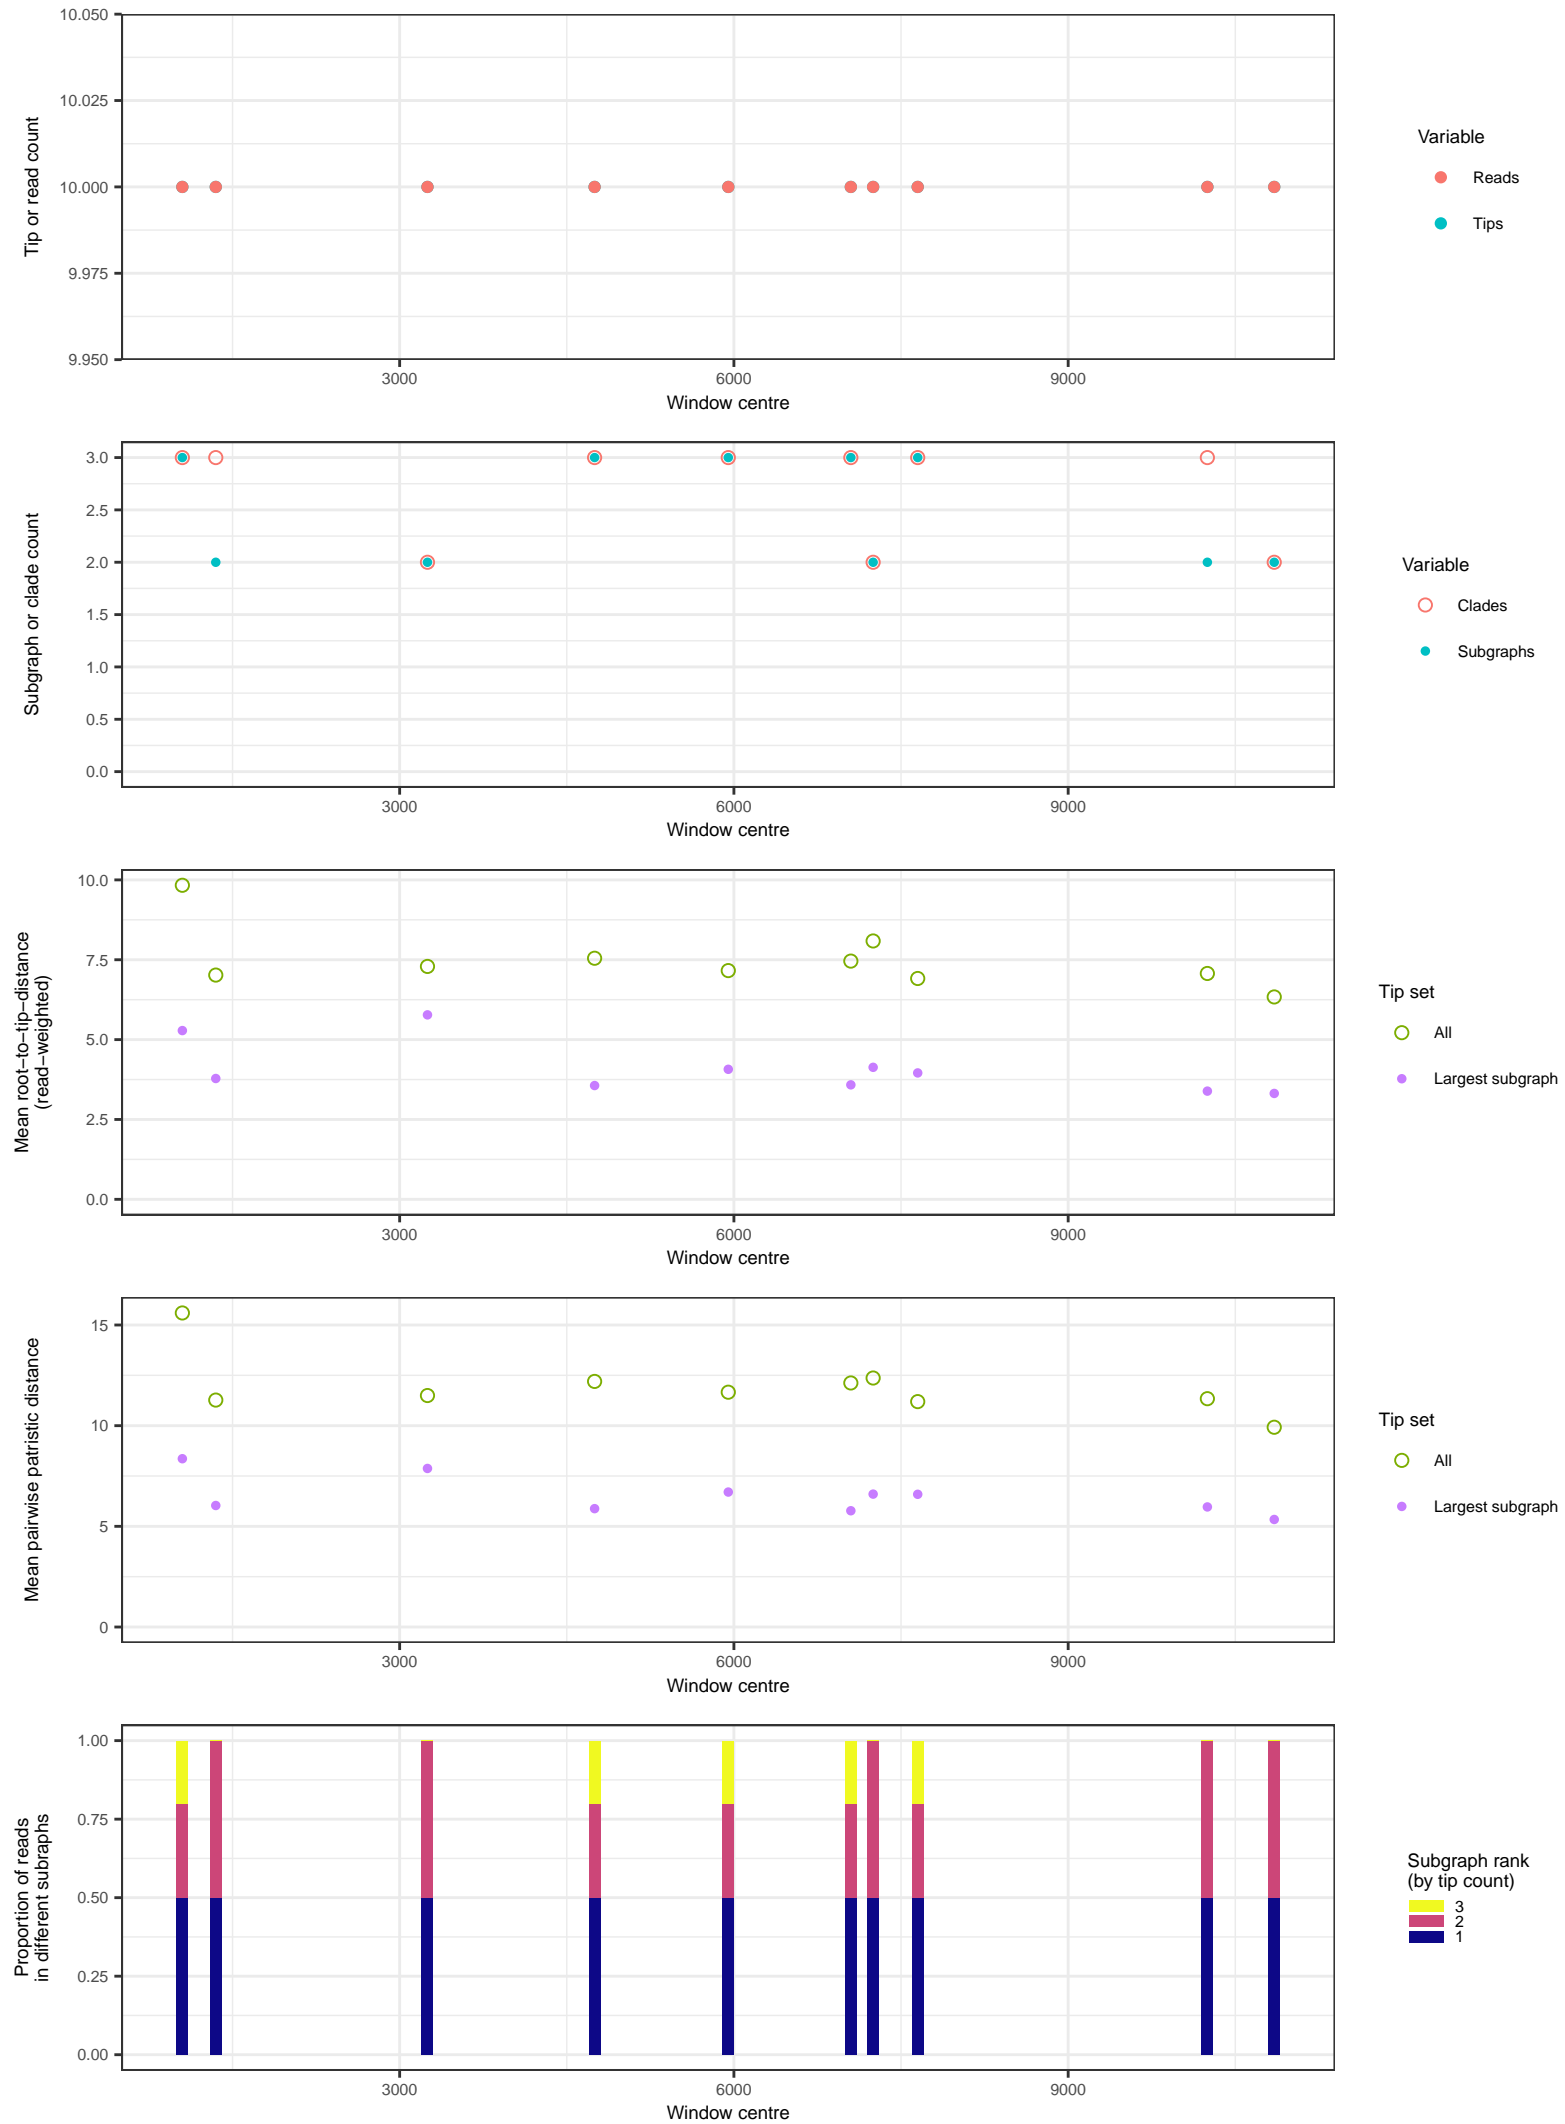 10.050
10.025
10.000
9.975
9.950
Tip or read count
3000
6000
9000
Window centre
Variable
Reads
Tips
3.0
2.5
2.0
1.5
1.0
0.5
0.0
Subgraph or clade count
3000
6000
9000
Window centre
Variable
Clades
Subgraphs
10.0
7.5
5.0
2.5
0.0
Mean root−to−tip−distance
(read−weighted)
3000
6000
9000
Window centre
Tip set
All
Largest subgraph
15
10
5
0
Mean pairwise patristic distance
3000
6000
9000
Window centre
Tip set
All
Largest subgraph
1.00
0.75
0.50
0.25
0.00
Proportion of reads
in different subraphs
3000
6000
9000
Window centre
Subgraph rank
(by tip count)
3
2
1